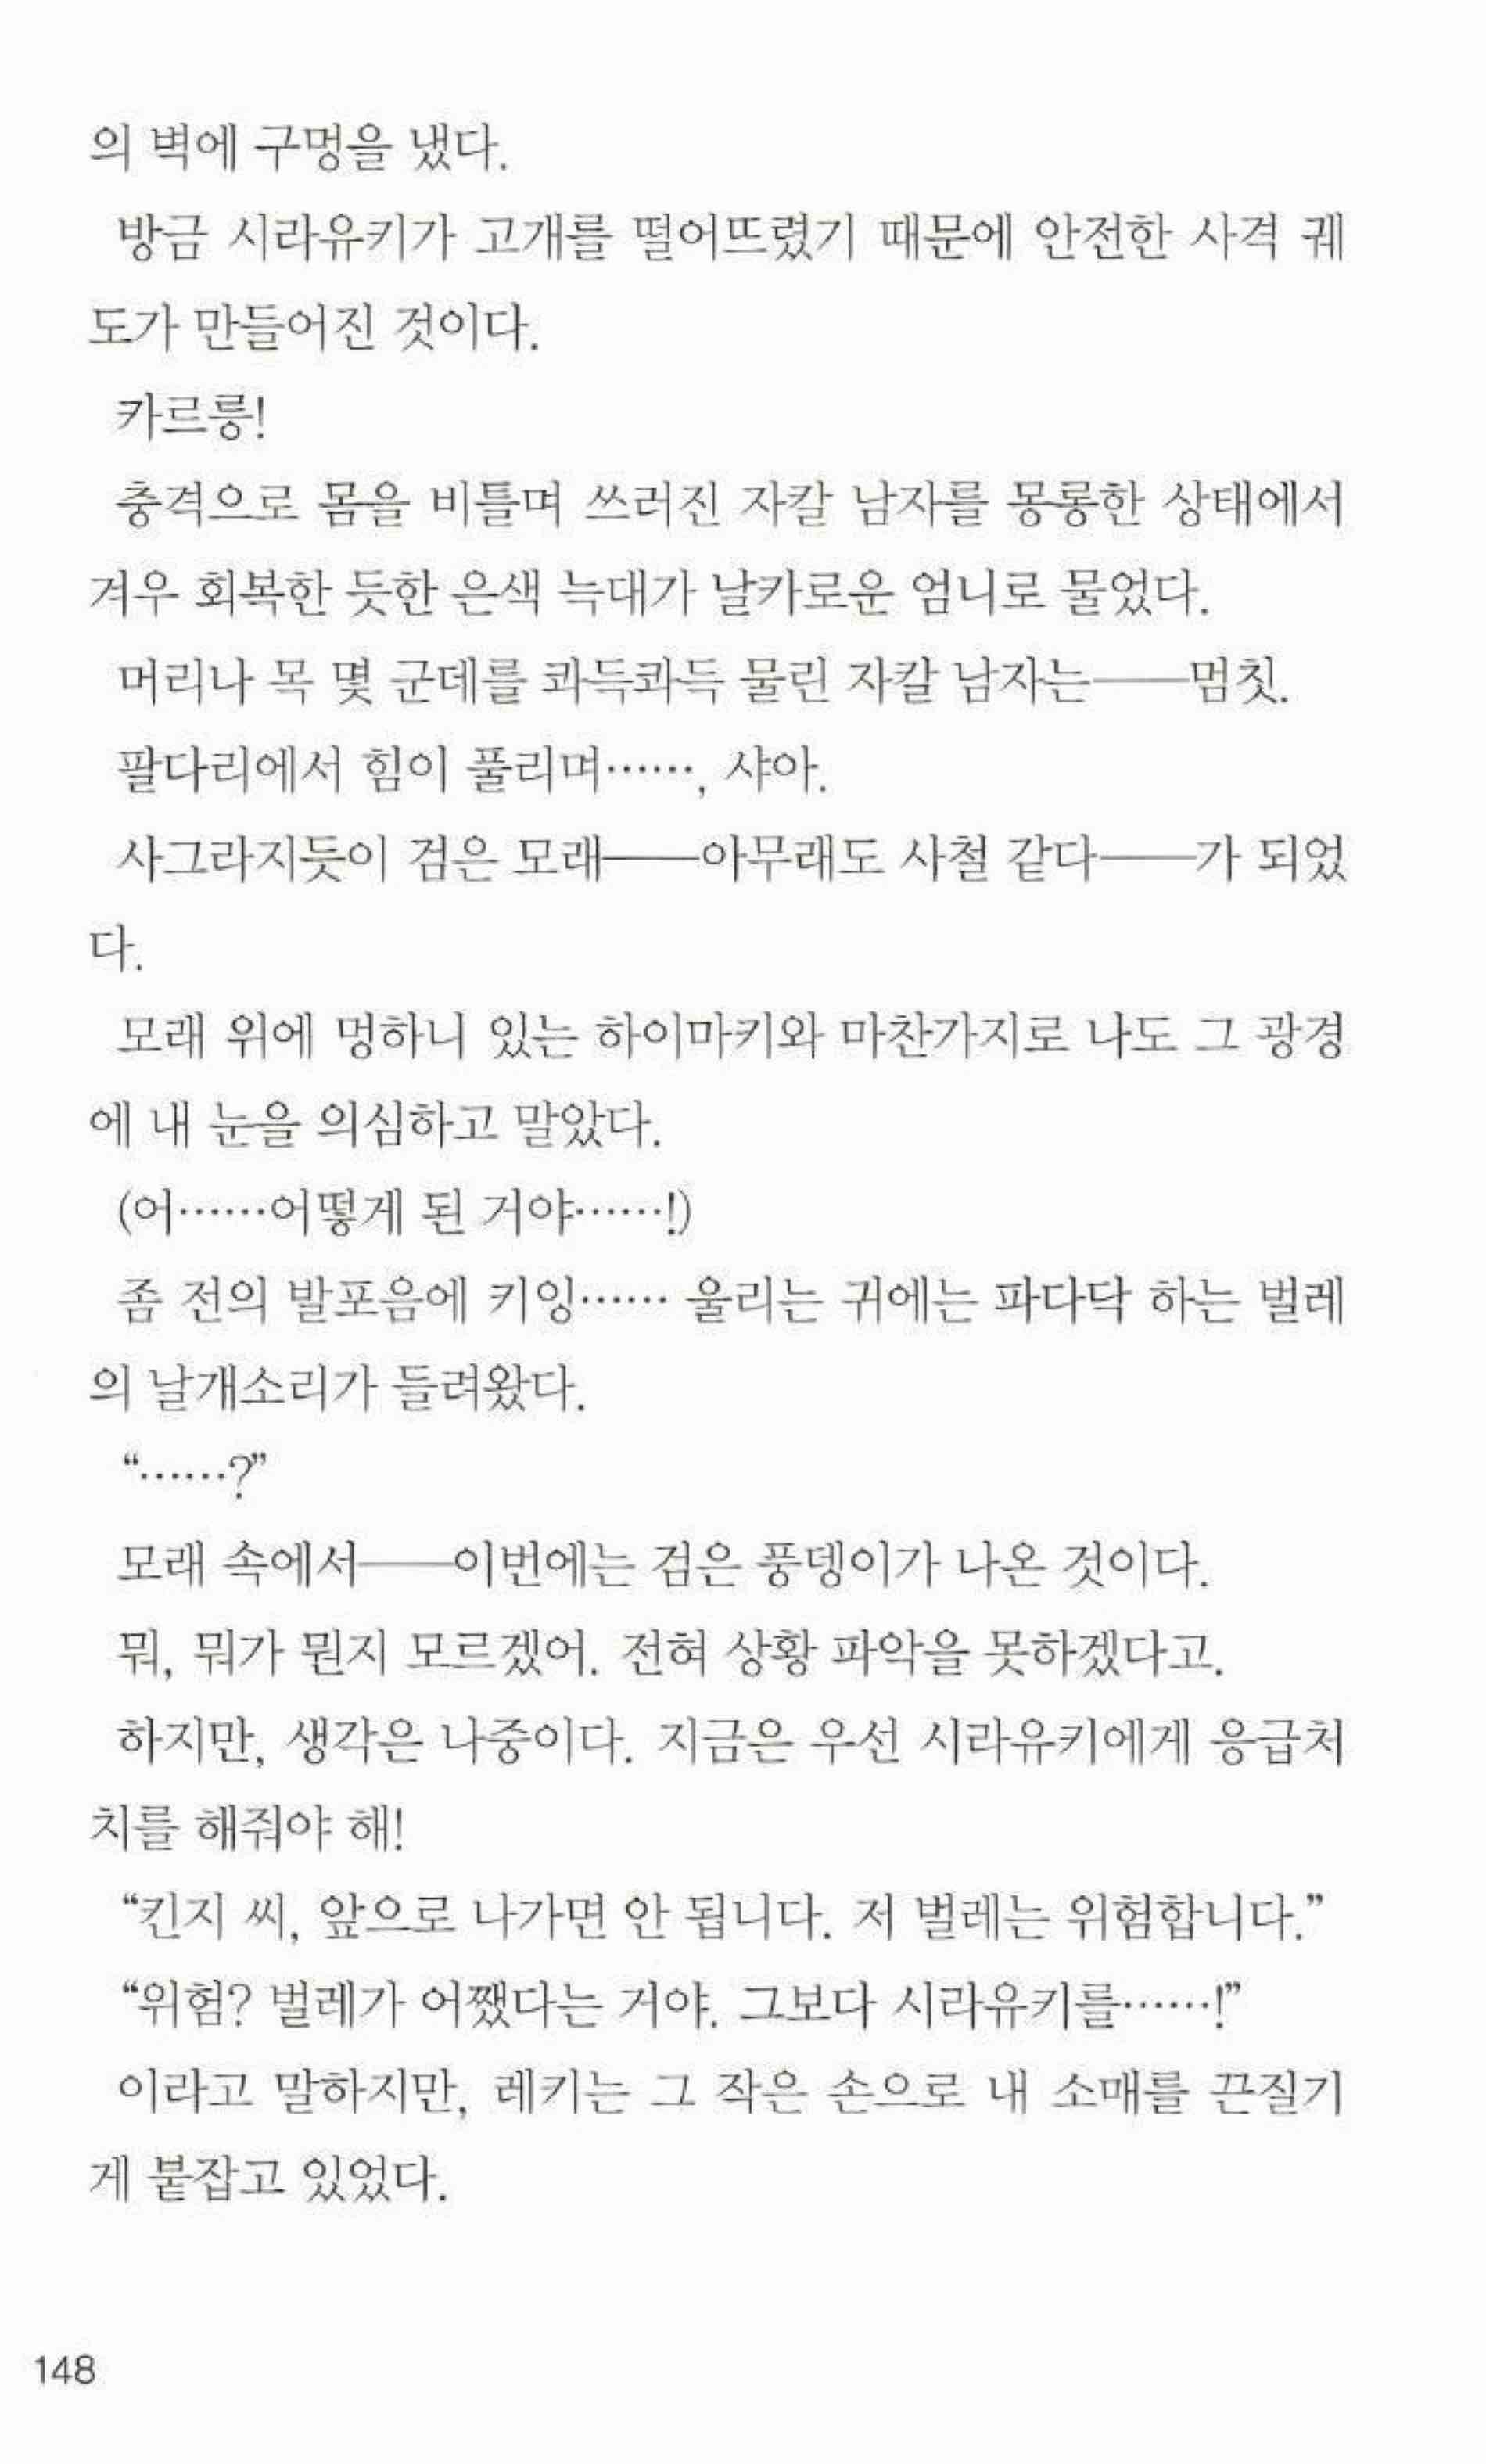 의 벽에 구멍을 냈다.
방금 시라유키가 고개를 떨어뜨렸기 때문에 안전한 사격 궤
도가 만들어진 것이다.
카르릉!
충격으로 몸을 비틀며 쓰러진 자칼 남자를 몽롱한 상태에서
겨우 회복한 듯한 은색 늑대가 날카로운 엄니로 물었다.
머리나 목 몇 군데를 콰득콰득 물린 자칼 남자는──멈칫.
팔다리에서 힘이 풀리며……, 샤아.
사그라지듯이 검은 모래──아무래도 사철 같다──가 되었
다.
모래 위에 멍하니 있는 하이마키와 마찬가지로 나도 그 광경
에 내 눈을 의심하고 말았다.
(어……어떻게 된 거야……!)
좀 전의 발포음에 키잉…… 울리는 귀에는 파다닥 하는 벌레
의 날개소리가 들려왔다.
“……?”
모래 속에서──이번에는 검은 풍뎅이가 나온 것이다.
뭐, 뭐가 뭔지 모르겠어. 전혀 상황 파악을 못하겠다고.
하지만, 생각은 나중이다. 지금은 우선 시라유키에게 응급처
치를 해줘야 해!
“킨지 씨, 앞으로 나가면 안 됩니다. 저 벌레는 위험합니다.”
“위험? 벌레가 어쨌다는 거야. 그보다 시라유키를……!”
이라고 말하지만, 레키는 그 작은 손으로 내 소매를 끈질기
게 붙잡고 있었다.
148